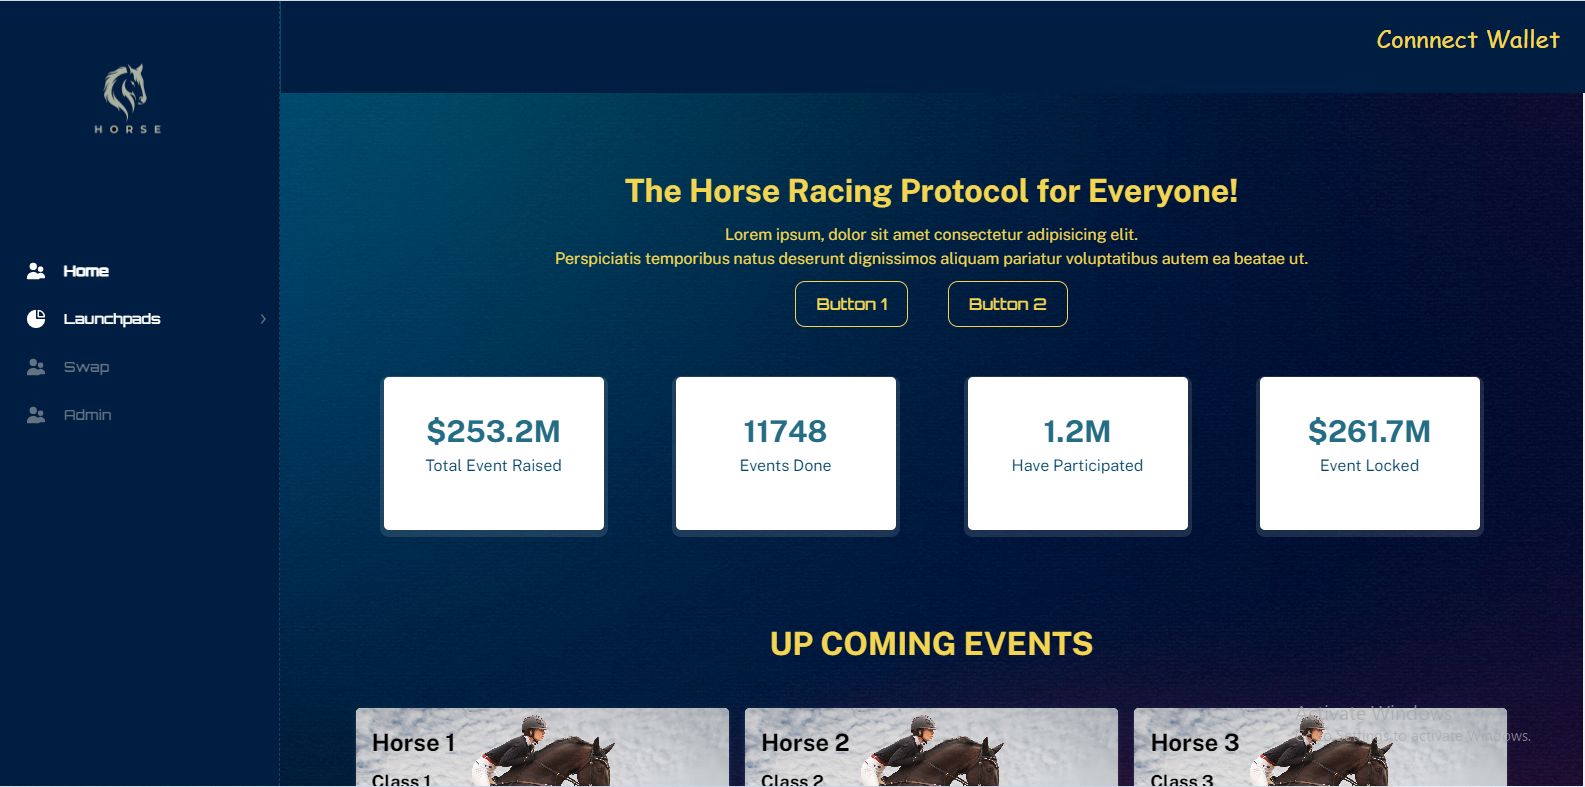 HORSE
Connnect Wallet
Home
Launchpads
Swap
Admin
The Horse Racing Protocol for Everyone!
Lorem ipsum, dolor sit amet consectetur adipisicing elit.
Perspiciatis temporibus natus deserunt dignissimos aliquam pariatur voluptatibus autem ea beatae ut.
Button 1
Button 2
$253.2M
Total Event Raised
11748
Events Done
1.2M
Have Participated
$261.7M
Event Locked
UP COMING EVENTS
Horse 1
Class 1
Horse 2
Class 2
Horse 3
Class 3
Activate Windows
Go to Settings to activate Windows.